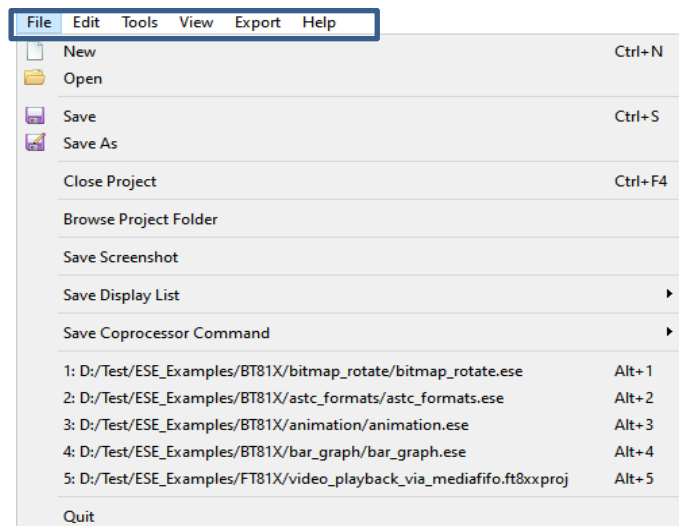 File Edit Tools View Export Help
New Ctrl+N
Open
Save Ctrl+S
Save As
Close Project Ctrl+F4
Browse Project Folder
Save Screenshot
Save Display List
Save Coprocessor Command
1: D:/Test/ESE_Examples/BT81X/bitmap_rotate/bitmap_rotate.ese Alt+1
2: D:/Test/ESE_Examples/BT81X/astc_formats/astc_formats.ese Alt+2
3: D:/Test/ESE_Examples/BT81X/animation/animation.ese Alt+3
4: D:/Test/ESE_Examples/BT81X/bar_graph/bar_graph.ese Alt+4
5: D:/Test/ESE_Examples/FT81X/video_playback_via_mediafifo.ft8xxproj Alt+5
Quit